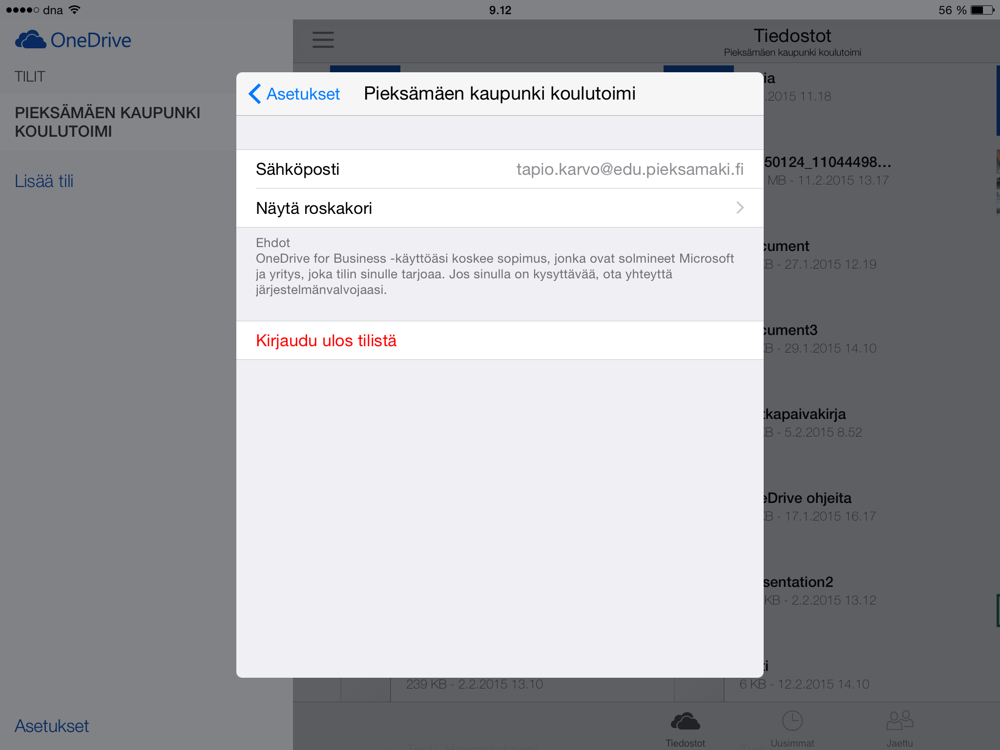 dna
9.12
56 %
OneDrive
TILIT
PIEKSÄMÄEN KAUPUNKI
KOULUTOIMI
Lisää tili
Asetukset
Tiedostot
Pieksämäen kaupunki koulutoimi
Asetukset
Pieksämäen kaupunki koulutoimi
Sähköposti
tapio.karvo@edu.pieksamaki.fi
Näytä roskakori
Ehdot
OneDrive for Business -käyttöäsi koskee sopimus, jonka ovat solmineet Microsoft
ja yritys, joka tilin sinulle tarjoaa. Jos sinulla on kysyttävää, ota yhteyttä
järjestelmänvalvojaasi.
Kirjaudu ulos tilistä
.2015 11.18
50124_11044498...
MB - 11.2.2015 13.17
cument
KB - 27.1.2015 12.19
cument3
KB - 29.1.2015 14.10
tkapaivakirja
KB - 5.2.2015 8.52
eDrive ohjeita
KB - 17.1.2015 16.17
sentation2
KB - 2.2.2015 13.12
239 KB - 2.2.2015 13.10
6 KB - 12.2.2015 14.10
Tiedostot
Uusimmat
Jaettu